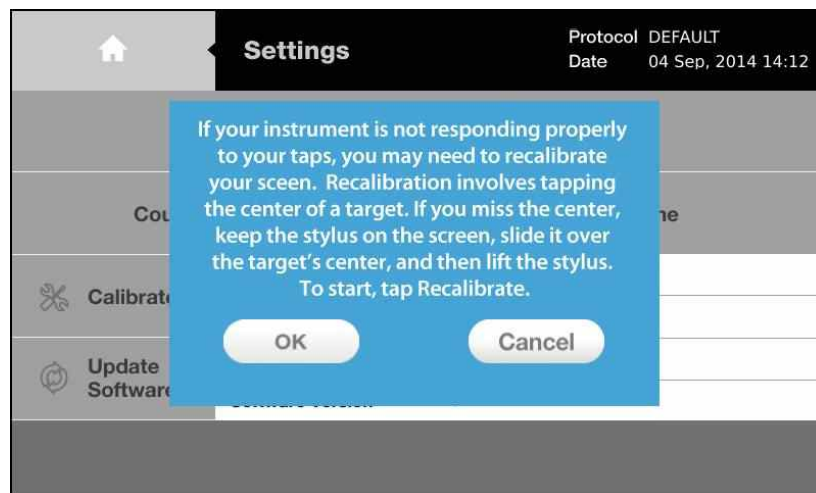 Settings
Protocol DEFAULT
Date 04 Sep, 2014 14:12
If your instrument is not responding properly
to your taps, you may need to recalibrate
your sceen. Recalibration involves tapping
the center of a target. If you miss the center,
keep the stylus on the screen, slide it over
the target's center, and then lift the stylus.
To start, tap Recalibrate.
OK Cancel
Calibrate
Update
Software